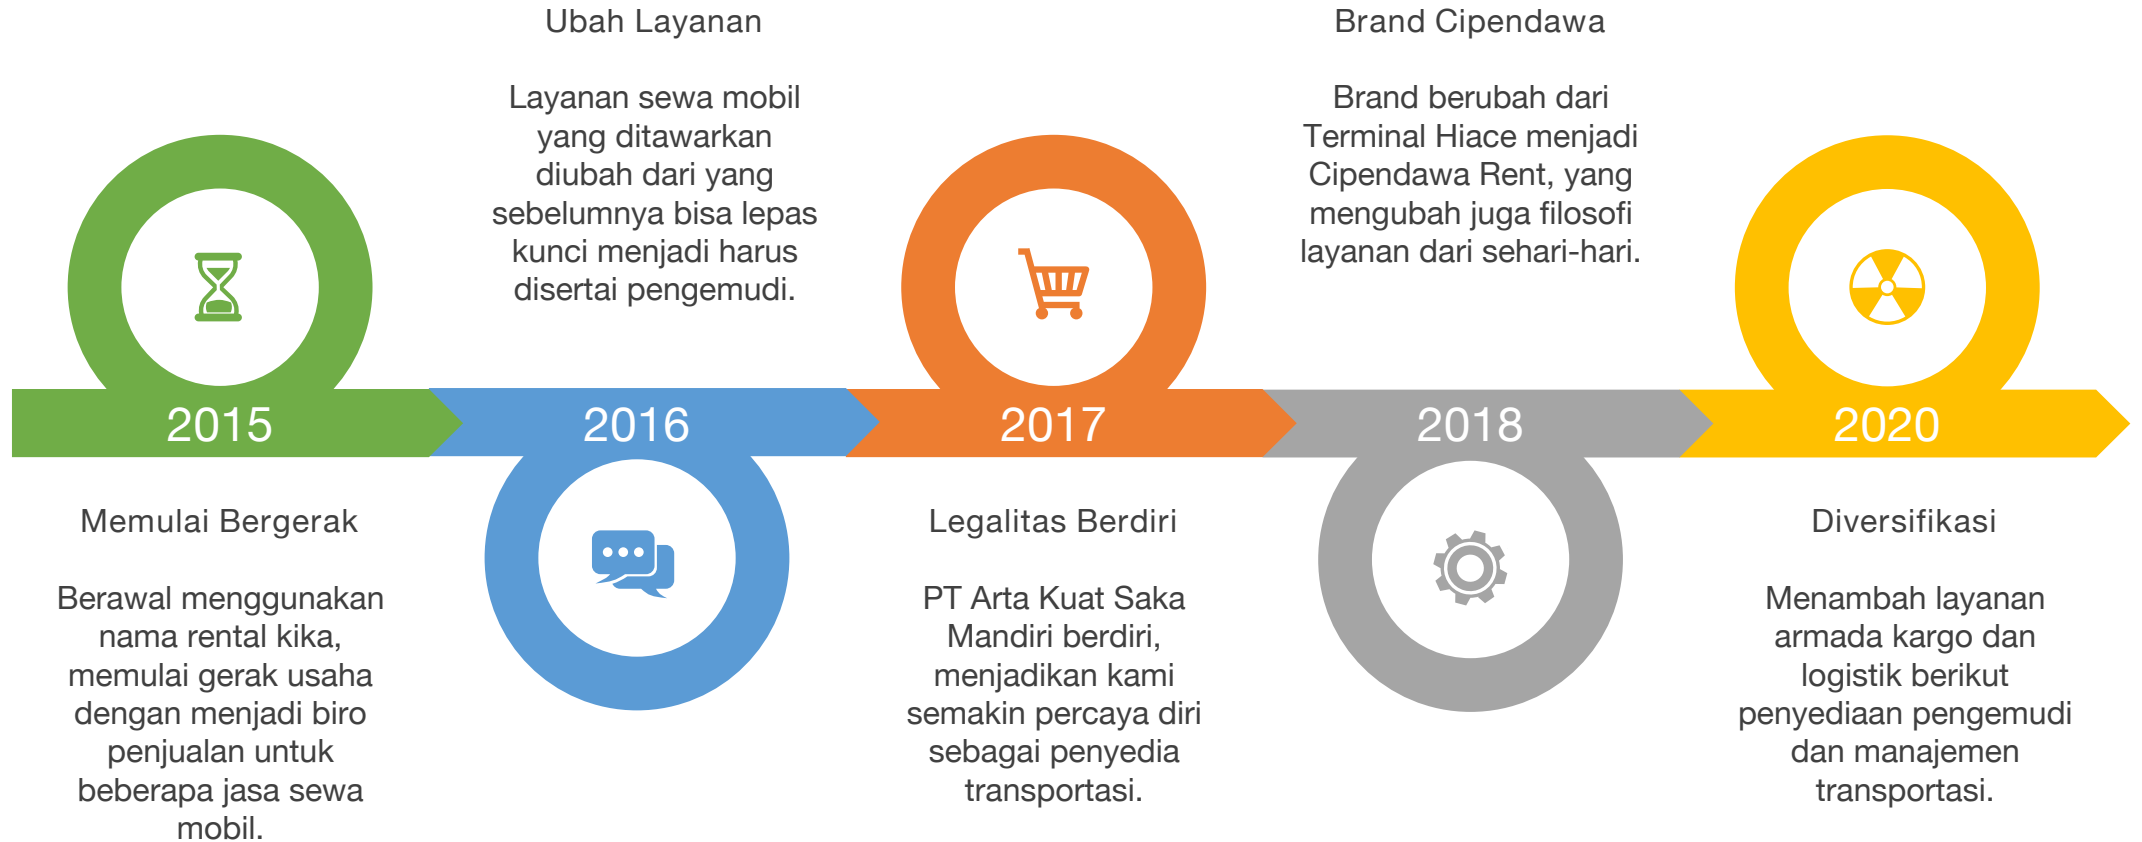 2015
Memulai Bergerak
Berawal menggunakan
nama rental kika,
memulai gerak usaha
dengan menjadi biro
penjualan untuk
beberapa jasa sewa
mobil.
Ubah Layanan
Layanan sewa mobil
yang ditawarkan
diubah dari yang
sebelumnya bisa lepas
kunci menjadi harus
disertai pengemudi.
2016
2017
Legalitas Berdiri
PT Arta Kuat Saka
Mandiri berdiri,
menjadikan kami
semakin percaya diri
sebagai penyedia
transportasi.
Brand Cipendawa
Brand berubah dari
Terminal Hiace menjadi
Cipendawa Rent, yang
mengubah juga filosofi
layanan dari sehari-hari.
2018
2020
Diversifikasi
Menambah layanan
armada kargo dan
logistik berikut
penyediaan pengemudi
dan manajemen
transportasi.